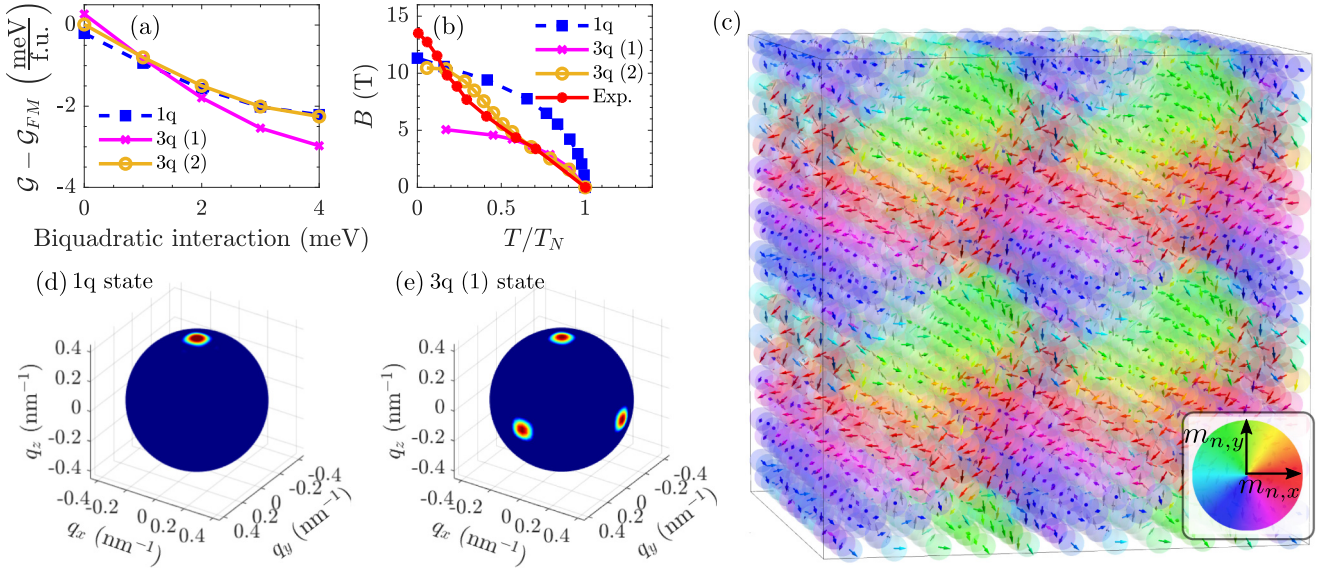 (a)
𝒢 − 𝒢_FM (meV/f.u.)
0
-2
-4
1q
3q (1)
3q (2)
0 2 4
Biquadratic interaction (meV)
(b)
B (T)
15
10
5
0
1q
3q (1)
3q (2)
Exp.
0 0.5 1
T/T_N
(c)
m_{n,y}
m_{n,x}
(d) 1q state
q_z (nm⁻¹)
0.4
0.2
0
-0.2
-0.4
-0.4
-0.2
0
0.2
0.4
q_x (nm⁻¹)
-0.4
-0.2
0
0.2
0.4
q_y (nm⁻¹)
(e) 3q (1) state
q_z (nm⁻¹)
0.4
0.2
0
-0.2
-0.4
-0.4
-0.2
0
0.2
0.4
q_x (nm⁻¹)
-0.4
-0.2
0
0.2
0.4
q_y (nm⁻¹)